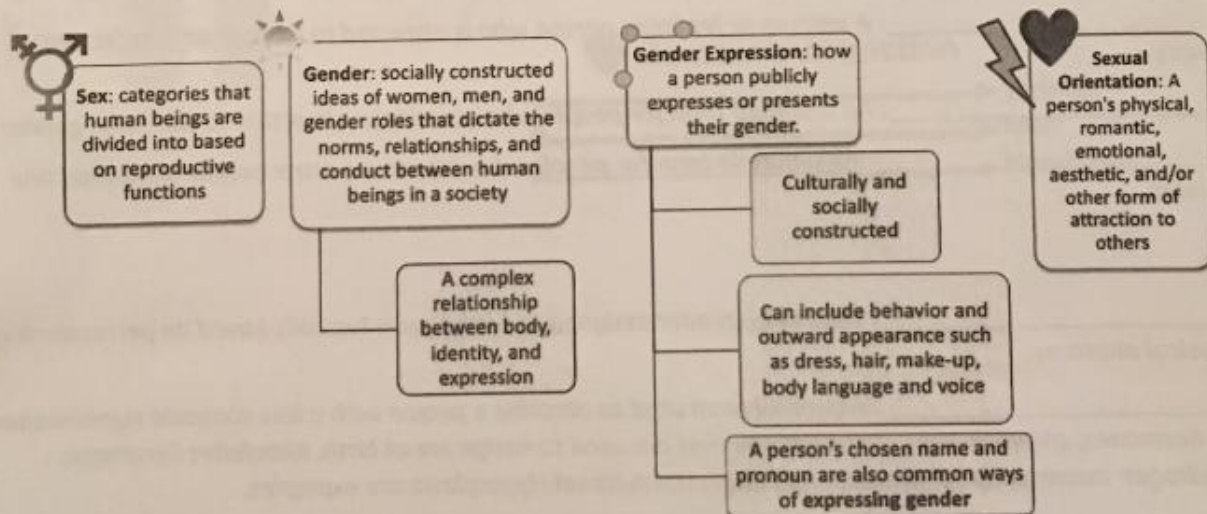 Sex: categories that
human beings are
divided into based
on reproductive
functions
Gender: socially constructed
ideas of women, men, and
gender roles that dictate the
norms, relationships, and
conduct between human
beings in a society
A complex
relationship
between body,
identity, and
expression
Gender Expression: how
a person publicly
expresses or presents
their gender.
Culturally and
socially
constructed
Can include behavior and
outward appearance such
as dress, hair, make-up,
body language and voice
A person's chosen name and
pronoun are also common ways
of expressing gender
Sexual
Orientation: A
person's physical,
romantic,
emotional,
aesthetic, and/or
other form of
attraction to
others